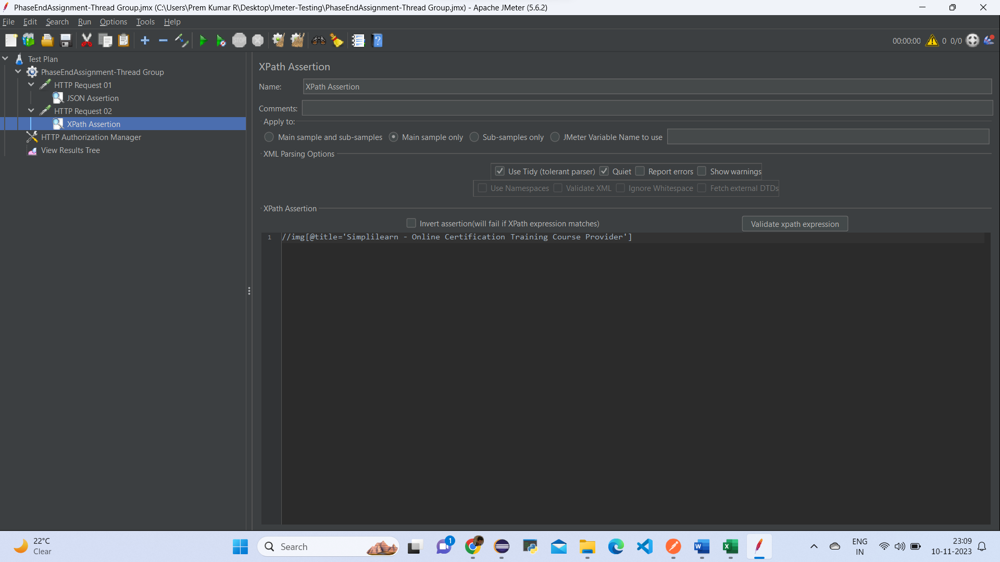 PhaseEndAssignment-Thread Group.jmx (C:\Users\Prem Kumar R\Desktop\Jmeter-Testing\PhaseEndAssignment-Thread Group.jmx) - Apache JMeter (5.6.2)
File Edit Search Run Options Tools Help
STOP
00:00:00 0 0/0
Test Plan
PhaseEndAssignment-Thread Group
HTTP Request 01
JSON Assertion
HTTP Request 02
XPath Assertion
HTTP Authorization Manager
View Results Tree
XPath Assertion
Name: XPath Assertion
Comments:
Apply to:
Main sample and sub-samples Main sample only Sub-samples only JMeter Variable Name to use
XML Parsing Options
Use Tidy (tolerant parser) Quiet Report errors Show warnings
Use Namespaces Validate XML Ignore Whitespace Fetch external DTDs
XPath Assertion
Invert assertion(will fail if XPath expression matches) Validate xpath expression
1 //img[@title='Simplilearn - Online Certification Training Course Provider']
22°C
Clear
Search
1
ENG
IN
23:09
10-11-2023